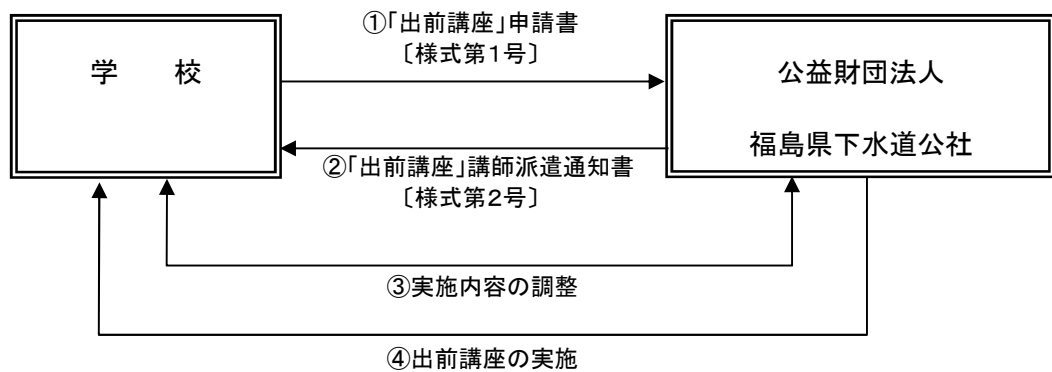 ①「出前講座」申請書
〔様式第1号〕
学　　校
公益財団法人
福島県下水道公社
②「出前講座」講師派遣通知書
〔様式第2号〕
③実施内容の調整
④出前講座の実施